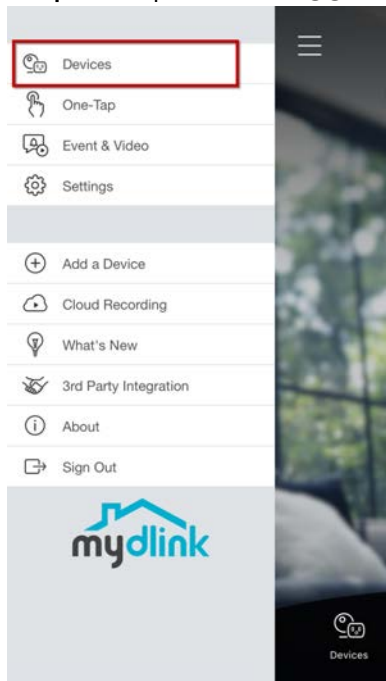 Devices
One-Tap
Event & Video
Settings
Add a Device
Cloud Recording
What's New
3rd Party Integration
About
Sign Out
mydlink
Devices